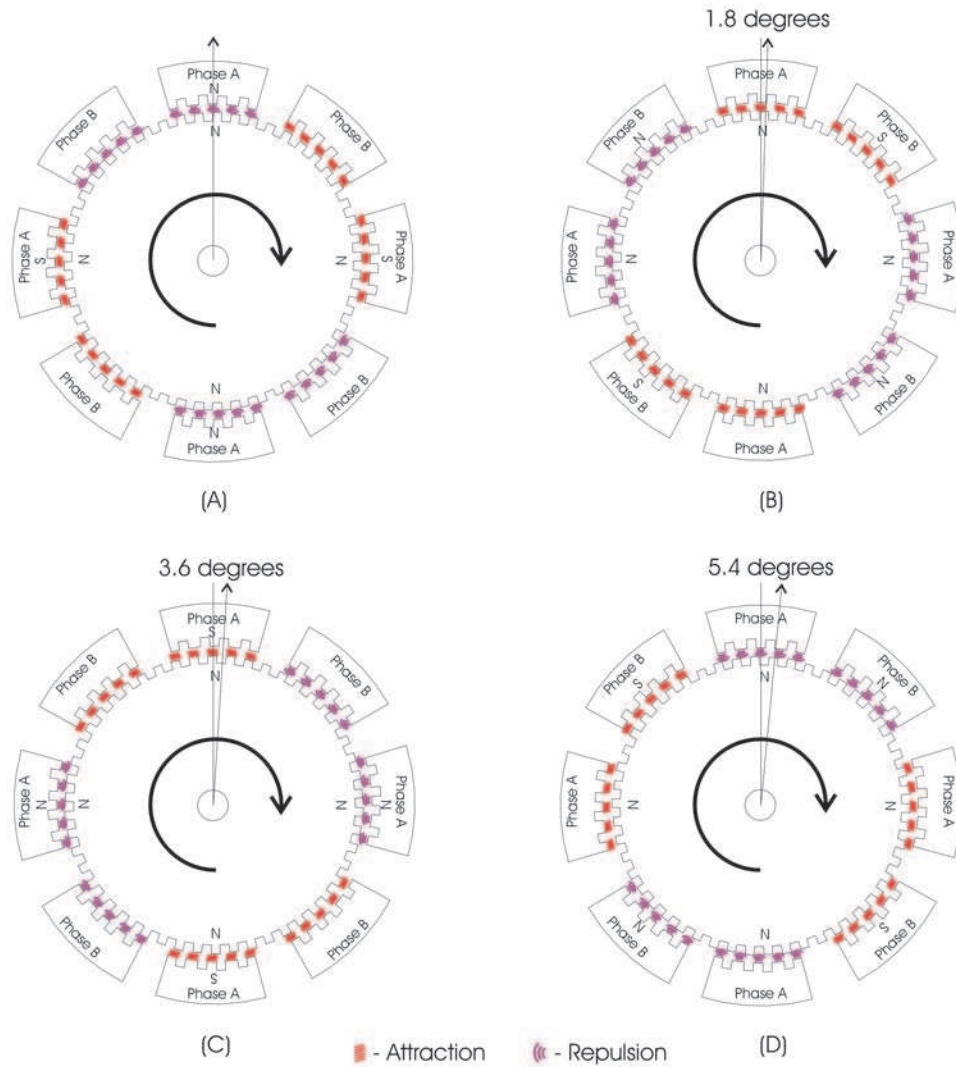 1.8 degrees
Phase A
N
N
Phase B
Phase B
Phase A
S
N
N
S
Phase A
Phase B
N
N
Phase A
Phase B
(A)
Phase A
N
Phase B
N
Phase B
S
Phase A
N
N
Phase A
Phase B
S
N
Phase A
Phase B
N
(B)
3.6 degrees
Phase A
S
N
Phase B
Phase B
Phase A
N
N
N
N
Phase A
Phase B
N
S
Phase A
Phase B
(C)
5.4 degrees
Phase A
N
Phase B
S
Phase B
N
Phase A
N
N
Phase A
Phase B
N
N
Phase A
Phase B
S
(D)
- Attraction
- Repulsion